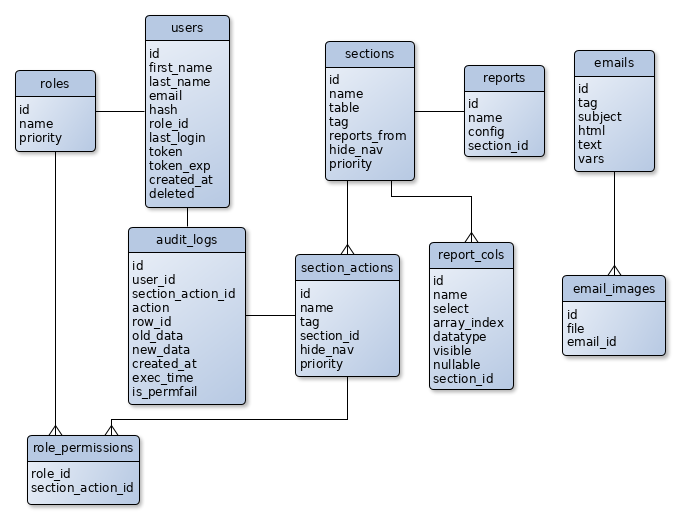 roles
id
name
priority
users
id
first_name
last_name
email
hash
role_id
last_login
token
token_exp
created_at
deleted
sections
id
name
table
tag
reports_from
hide_nav
priority
reports
id
name
config
section_id
emails
id
tag
subject
html
text
vars
audit_logs
id
user_id
section_action_id
action
row_id
old_data
new_data
created_at
exec_time
is_permfail
section_actions
id
name
tag
section_id
hide_nav
priority
report_cols
id
name
select
array_index
datatype
visible
nullable
section_id
email_images
id
file
email_id
role_permissions
role_id
section_action_id